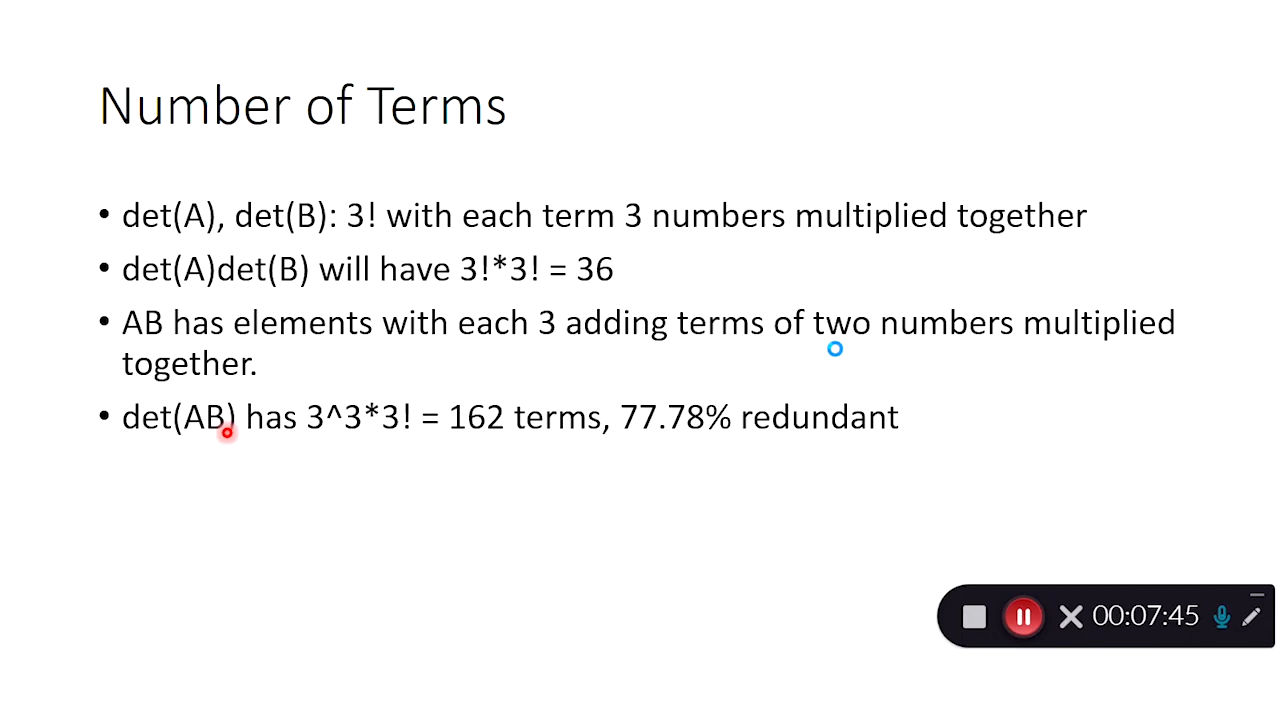 Number of Terms
• det(A), det(B): 3! with each term 3 numbers multiplied together
• det(A)det(B) will have 3!*3! = 36
• AB has elements with each 3 adding terms of two numbers multiplied
together.
• det(AB) has 3^3*3! = 162 terms, 77.78% redundant
00:07:45